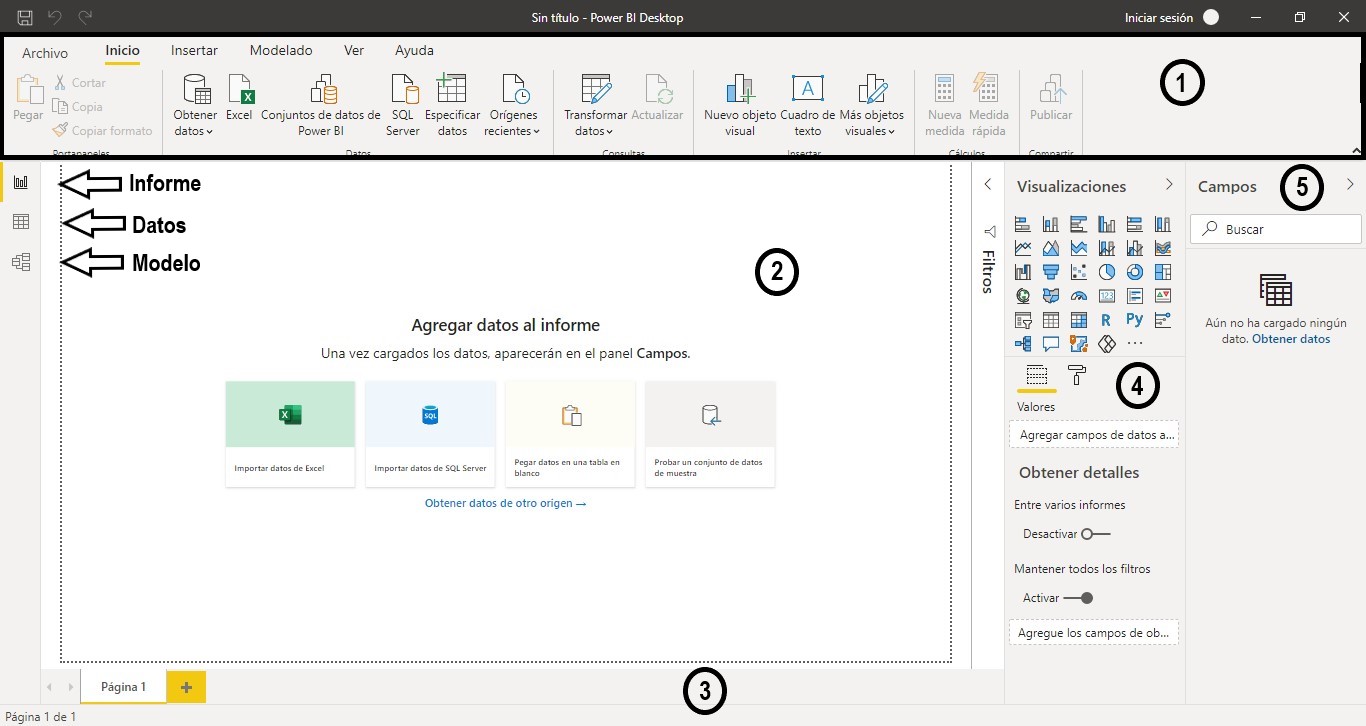 Sin título - Power BI Desktop
Iniciar sesión
Archivo
Inicio
Insertar
Modelado
Ver
Ayuda
1
Pegar
Cortar
Copia
Copiar formato
Portapapeles
Obtener
datos
Excel
Conjuntos de datos de
Power BI
SQL
Server
Especificar
datos
Orígenes
recientes
Datos
Transformar
datos
Actualizar
Consultas
Nuevo objeto
visual
Cuadro de
texto
Más objetos
visuales
Insertar
Nueva
medida
Medida
rápida
Cálculos
Publicar
Compartir
Informe
Datos
Modelo
2
Agregar datos al informe
Una vez cargados los datos, aparecerán en el panel Campos.
Importar datos de Excel
SQL
Importar datos de SQL Server
Pegar datos en una tabla en
blanco
Probar un conjunto de datos
de muestra
Obtener datos de otro origen →
Filtros
Visualizaciones
123
R
Py
...
4
Valores
Agregar campos de datos a...
Obtener detalles
Entre varios informes
Desactivar
Mantener todos los filtros
Activar
Agregue los campos de ob...
Campos
5
Buscar
Aún no ha cargado ningún
dato. Obtener datos
Página 1
+
3
Página 1 de 1